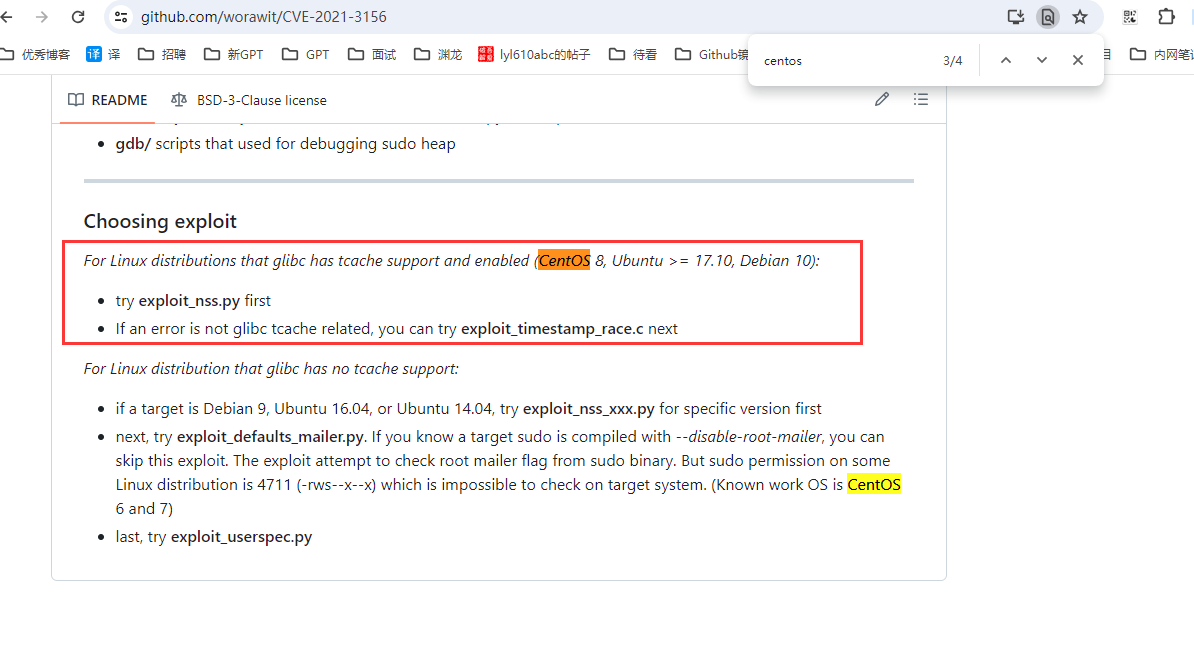 github.com/worawit/CVE-2021-3156
优秀博客 译 译 招聘 新GPT GPT 面试 渊龙 lyl610abc的帖子 待看 Github镜 目 内网笔记
centos 3/4
README BSD-3-Clause license
gdb/ scripts that used for debugging sudo heap
Choosing exploit
For Linux distributions that glibc has tcache support and enabled (CentOS 8, Ubuntu >= 17.10, Debian 10):
try exploit_nss.py first
If an error is not glibc tcache related, you can try exploit_timestamp_race.c next
For Linux distribution that glibc has no tcache support:
if a target is Debian 9, Ubuntu 16.04, or Ubuntu 14.04, try exploit_nss_xxx.py for specific version first
next, try exploit_defaults_mailer.py. If you know a target sudo is compiled with --disable-root-mailer, you can
skip this exploit. The exploit attempt to check root mailer flag from sudo binary. But sudo permission on some
Linux distribution is 4711 (-rws--x--x) which is impossible to check on target system. (Known work OS is CentOS
6 and 7)
last, try exploit_userspec.py